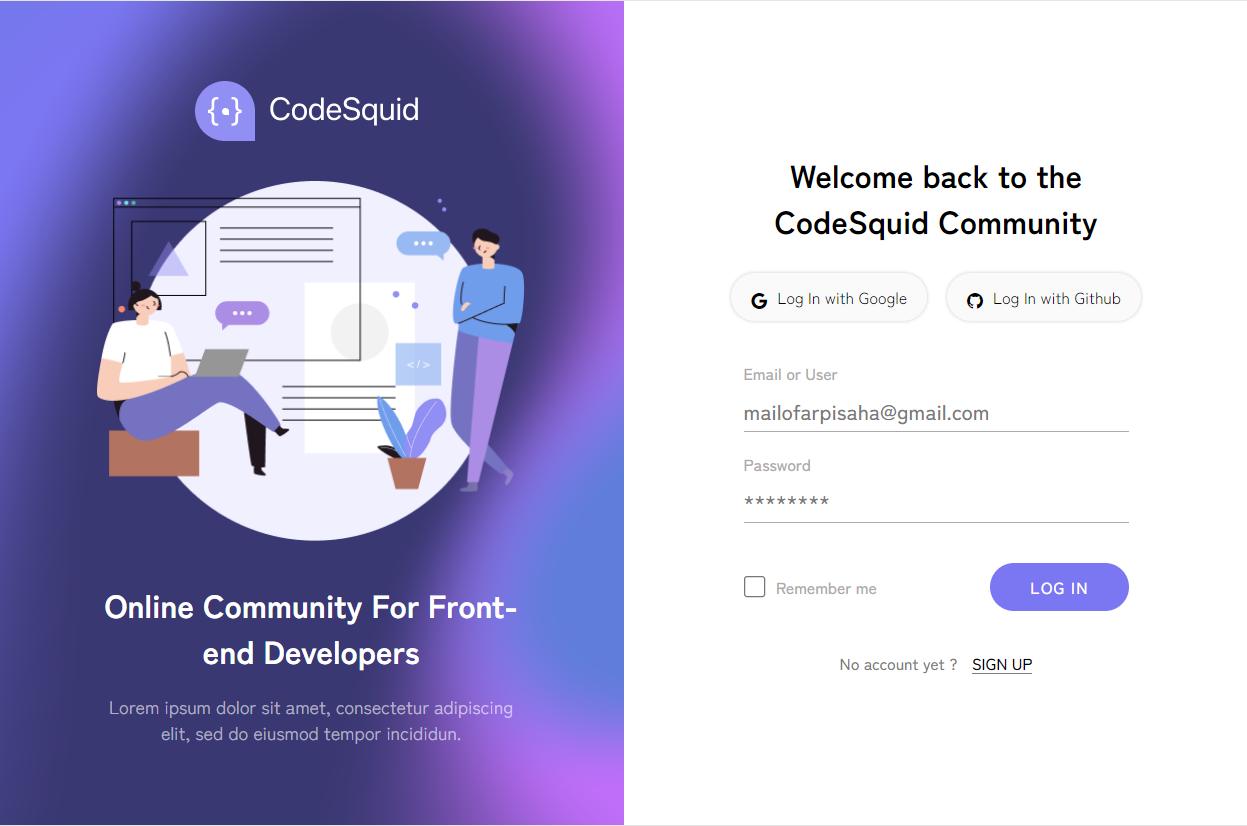 CodeSquid
</>
Online Community For Front-
end Developers
Lorem ipsum dolor sit amet, consectetur adipiscing
elit, sed do eiusmod tempor incididun.
Welcome back to the
CodeSquid Community
Log In with Google
Log In with Github
Email or User
mailofarpisaha@gmail.com
Password
********
Remember me
LOG IN
No account yet ? SIGN UP